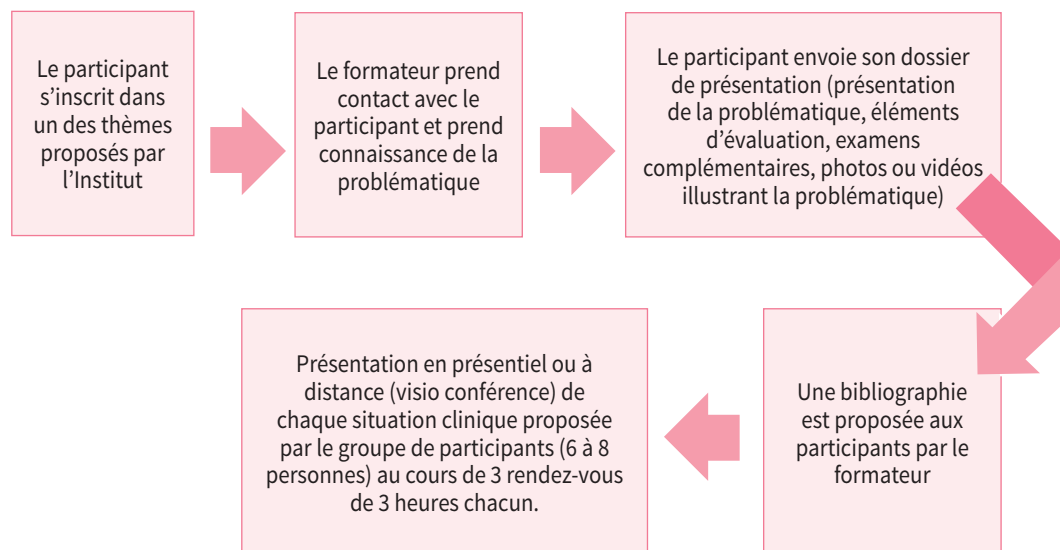 Le participant
s’inscrit dans
un des thèmes
proposés par
l’Institut
Le formateur prend
contact avec le
participant et prend
connaissance de la
problématique
Le participant envoie son dossier
de présentation (présentation
de la problématique, éléments
d’évaluation, examens
complémentaires, photos ou vidéos
illustrant la problématique)
Une bibliographie
est proposée aux
participants par le
formateur
Présentation en présentiel ou à
distance (visio conférence) de
chaque situation clinique proposée
par le groupe de participants (6 à 8
personnes) au cours de 3 rendez-vous
de 3 heures chacun.